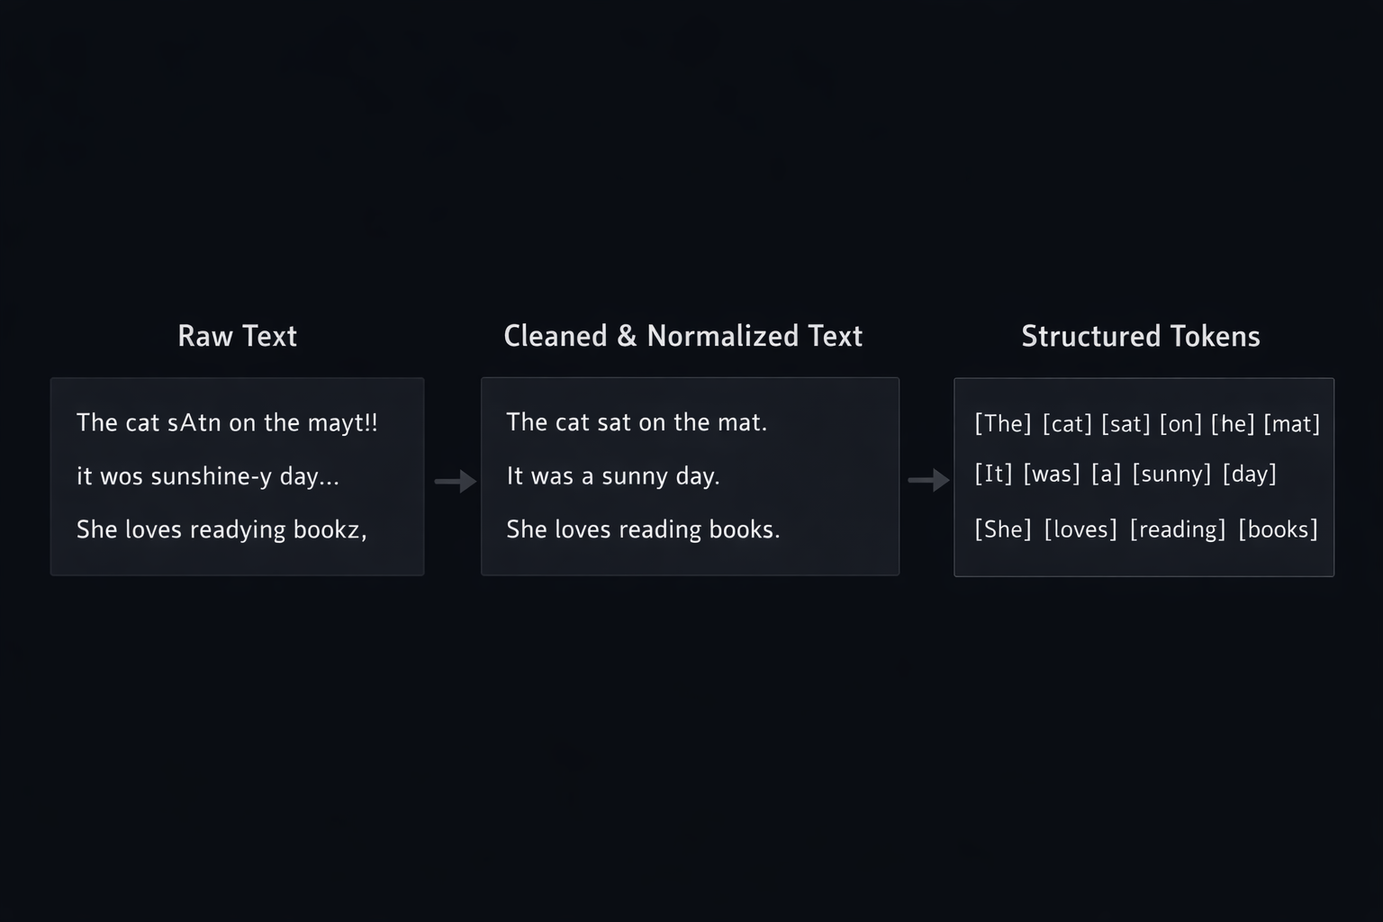 Raw Text
The cat sAtn on the mayt!!
it wos sunshine-y day...
She loves readying bookz,
Cleaned & Normalized Text
The cat sat on the mat.
It was a sunny day.
She loves reading books.
Structured Tokens
[The] [cat] [sat] [on] [he] [mat]
[It] [was] [a] [sunny] [day]
[She] [loves] [reading] [books]